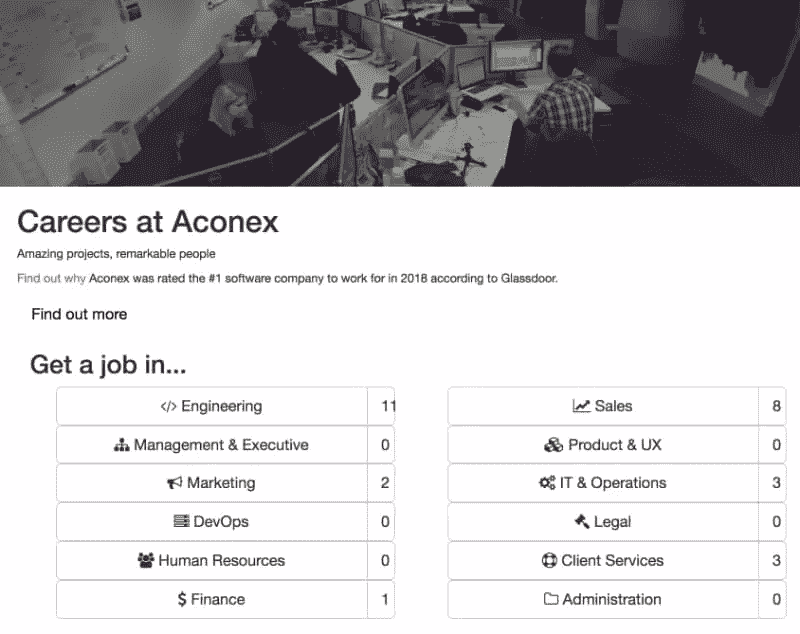 Careers at Aconex
Amazing projects, remarkable people
Find out why Aconex was rated the #1 software company to work for in 2018 according to Glassdoor.
Find out more
Get a job in...
</> Engineering 11
Sales 8
Management & Executive 0
Product & UX 0
Marketing 2
IT & Operations 3
DevOps 0
Legal 0
Human Resources 0
Client Services 3
$ Finance 1
Administration 0